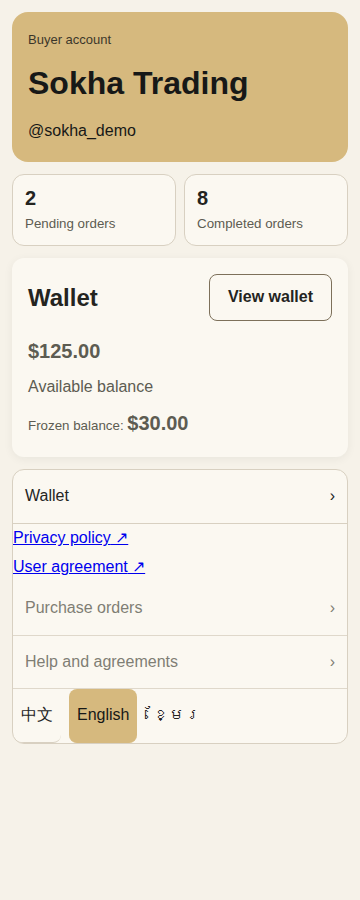 Buyer account
Sokha Trading
@sokha_demo
2
8
Pending orders
Completed orders
Wallet
View wallet
$125.00
Available balance
Frozen balance: $30.00
Wallet ›
Privacy policy ↗
User agreement ↗
Purchase orders ›
Help and agreements ›
中文 English ខ្មែរ